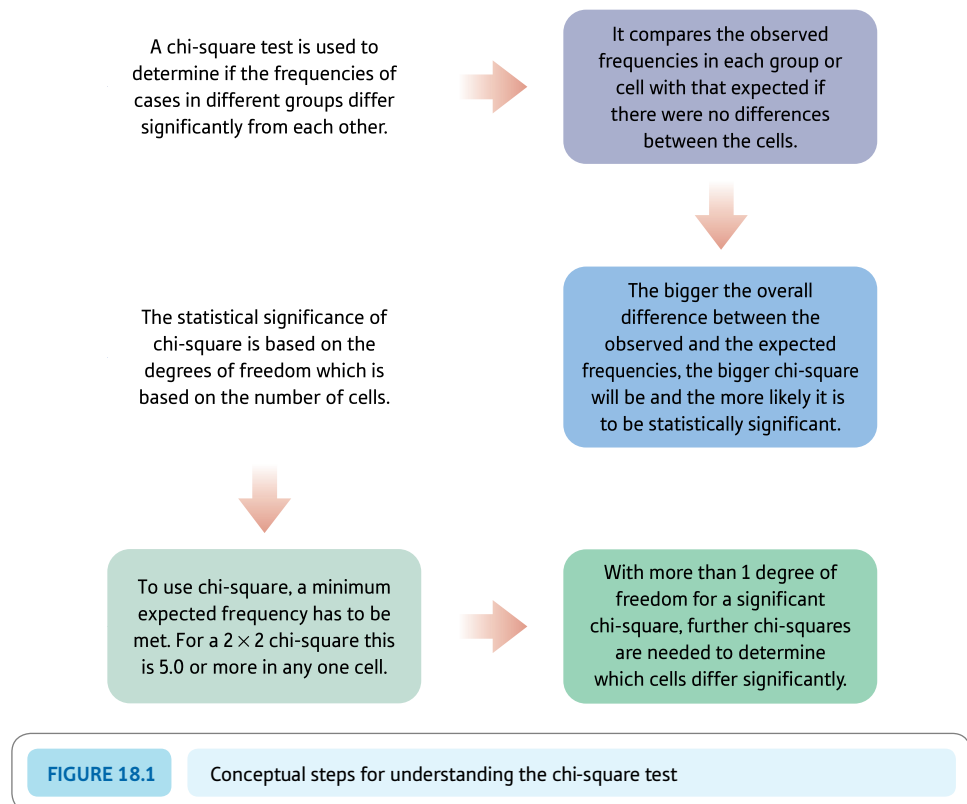 A chi-square test is used to
determine if the frequencies of
cases in different groups differ
significantly from each other.
It compares the observed
frequencies in each group or
cell with that expected if
there were no differences
between the cells.
The bigger the overall
difference between the
observed and the expected
frequencies, the bigger chi-square
will be and the more likely it is
to be statistically significant.
The statistical significance of
chi-square is based on the
degrees of freedom which is
based on the number of cells.
To use chi-square, a minimum
expected frequency has to be
met. For a 2 × 2 chi-square this
is 5.0 or more in any one cell.
With more than 1 degree of
freedom for a significant
chi-square, further chi-squares
are needed to determine
which cells differ significantly.
FIGURE 18.1 Conceptual steps for understanding the chi-square test